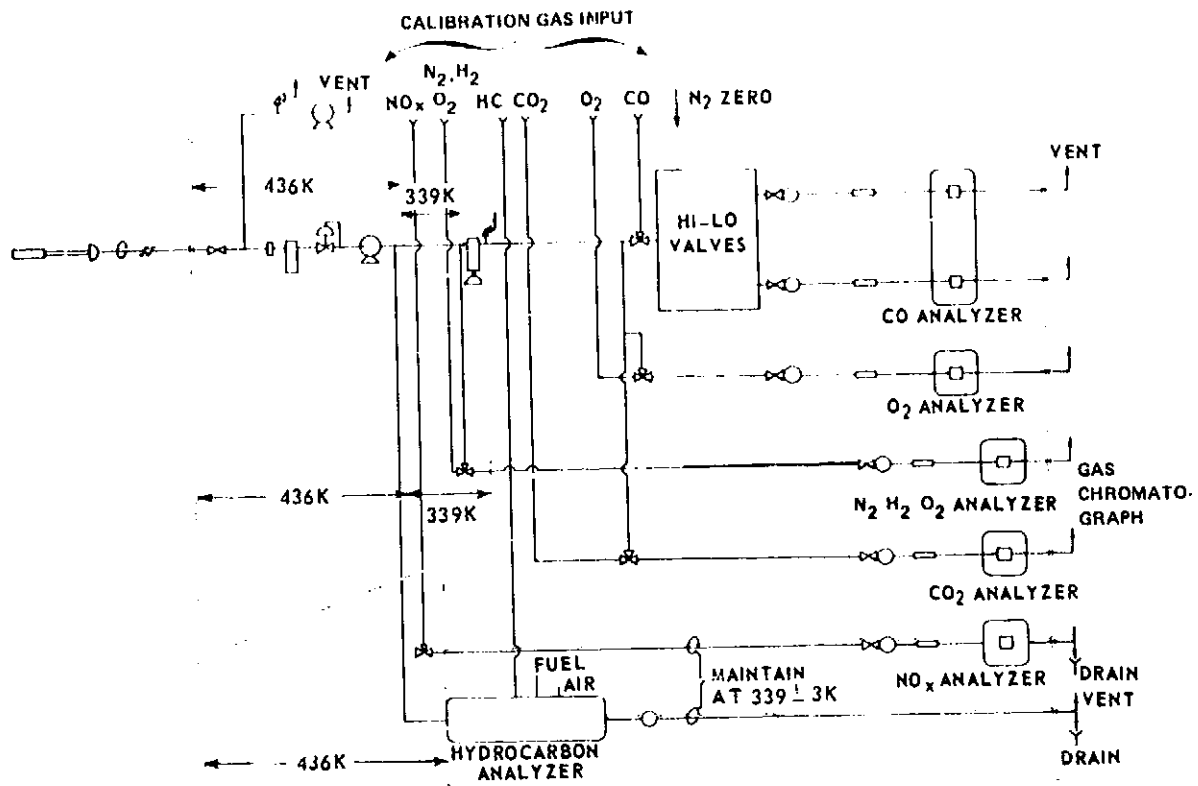 CALIBRATION GAS INPUT
VENT
N2,H2
NOx O2 HC CO2 O2 CO N2 ZERO
436K
339K
VENT
HI-LO
VALVES
CO ANALYZER
O2 ANALYZER
436K
339K
N2 H2 O2 ANALYZER
GAS
CHROMATO-
GRAPH
CO2 ANALYZER
FUEL
AIR
MAINTAIN
AT 339 ± 3K
NOx ANALYZER
DRAIN
VENT
HYDROCARBON
ANALYZER
436K
DRAIN